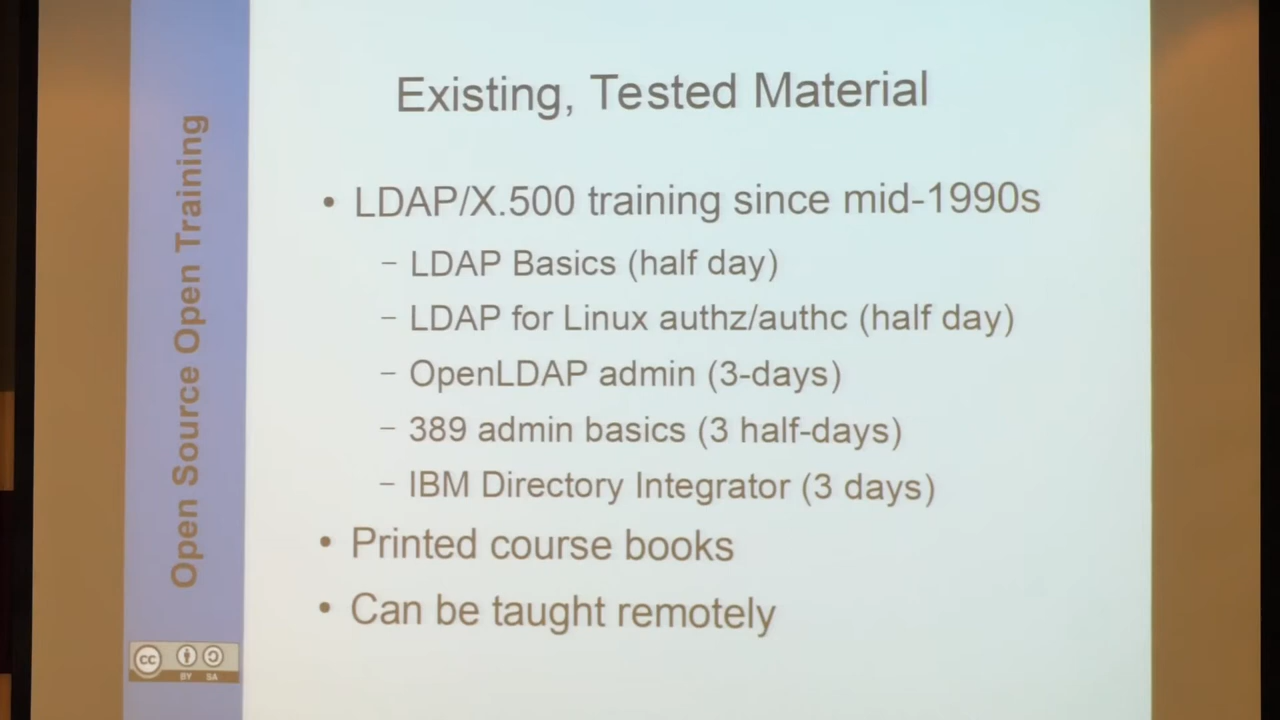 Existing, Tested Material
• LDAP/X.500 training since mid-1990s
– LDAP Basics (half day)
– LDAP for Linux authz/authc (half day)
– OpenLDAP admin (3-days)
– 389 admin basics (3 half-days)
– IBM Directory Integrator (3 days)
• Printed course books
• Can be taught remotely
Open Source Open Training
cc
BY SA